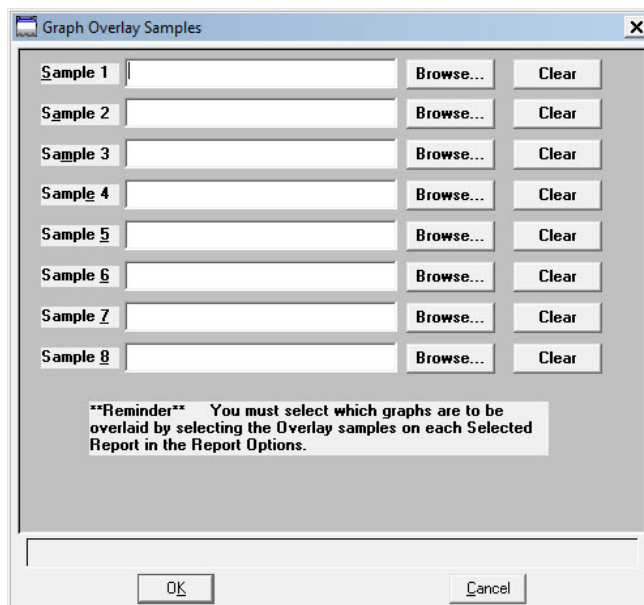 Graph Overlay Samples
Sample 1 Browse... Clear
Sample 2 Browse... Clear
Sample 3 Browse... Clear
Sample 4 Browse... Clear
Sample 5 Browse... Clear
Sample 6 Browse... Clear
Sample 7 Browse... Clear
Sample 8 Browse... Clear
**Reminder** You must select which graphs are to be
overlaid by selecting the Overlay samples on each Selected
Report in the Report Options.
OK Cancel